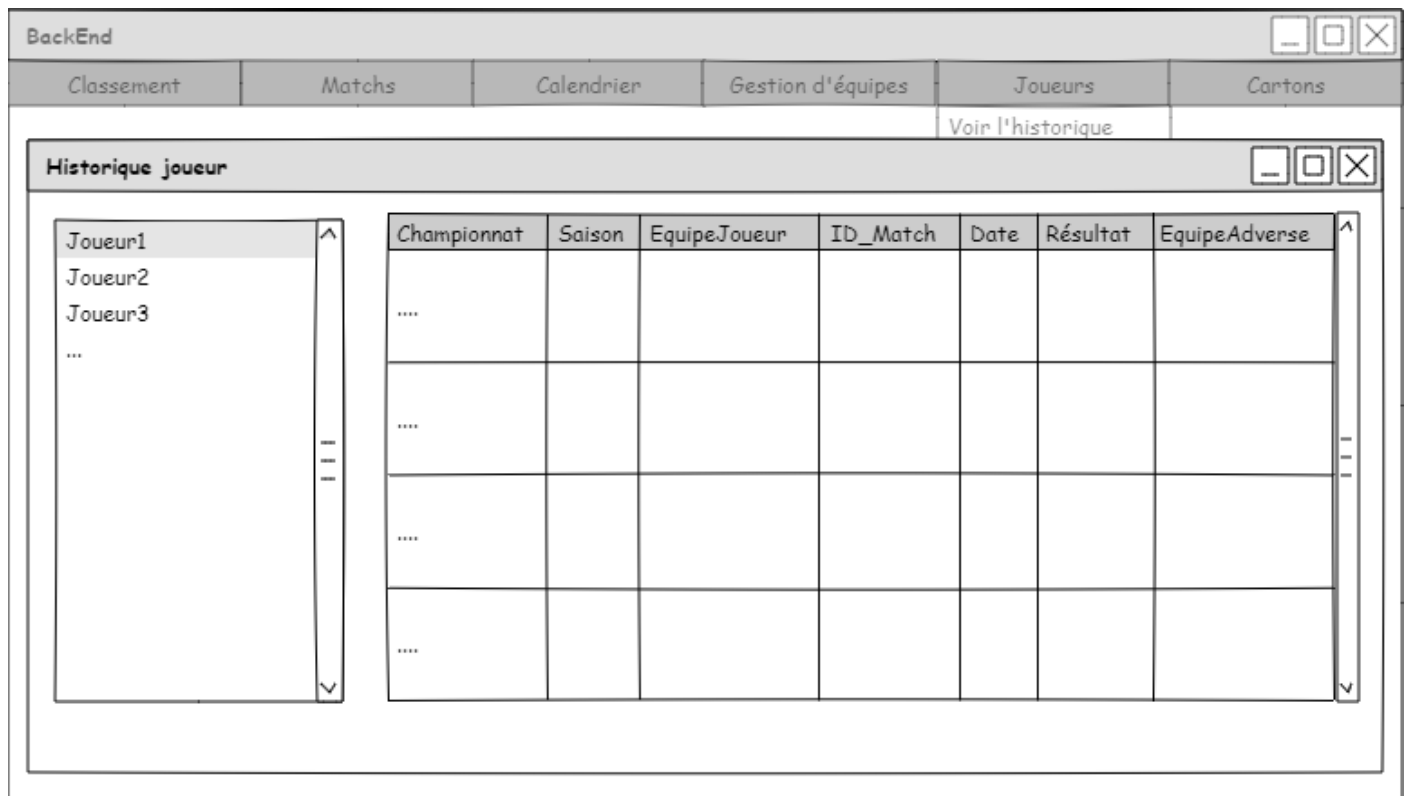 BackEnd
Classement Matchs Calendrier Gestion d'équipes Joueurs Cartons
Voir l'historique
Historique joueur
Joueur1
Joueur2
Joueur3
...
Championnat Saison EquipeJoueur ID_Match Date Résultat EquipeAdverse
....
....
....
....